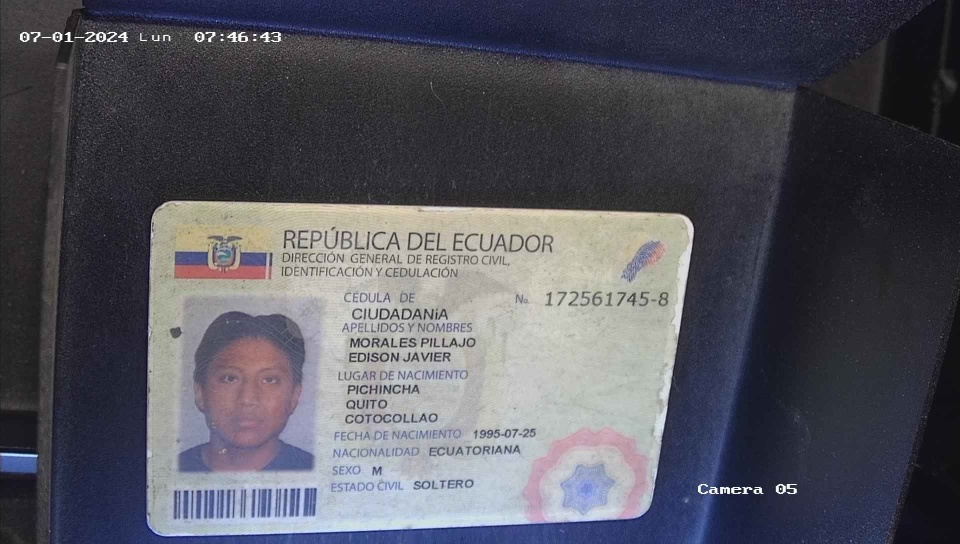 07-01-2024 Lun 07:46:43
REPÚBLICA DEL ECUADOR
DIRECCIÓN GENERAL DE REGISTRO CIVIL,
IDENTIFICACIÓN Y CEDULACIÓN
CÉDULA DE No. 172561745-8
CIUDADANÍA
APELLIDOS Y NOMBRES
MORALES PILLAJO
EDISON JAVIER
LUGAR DE NACIMIENTO
PICHINCHA
QUITO
COTOCOLLAO
FECHA DE NACIMIENTO 1995-07-25
NACIONALIDAD ECUATORIANA
SEXO M
ESTADO CIVIL SOLTERO
Camera 05